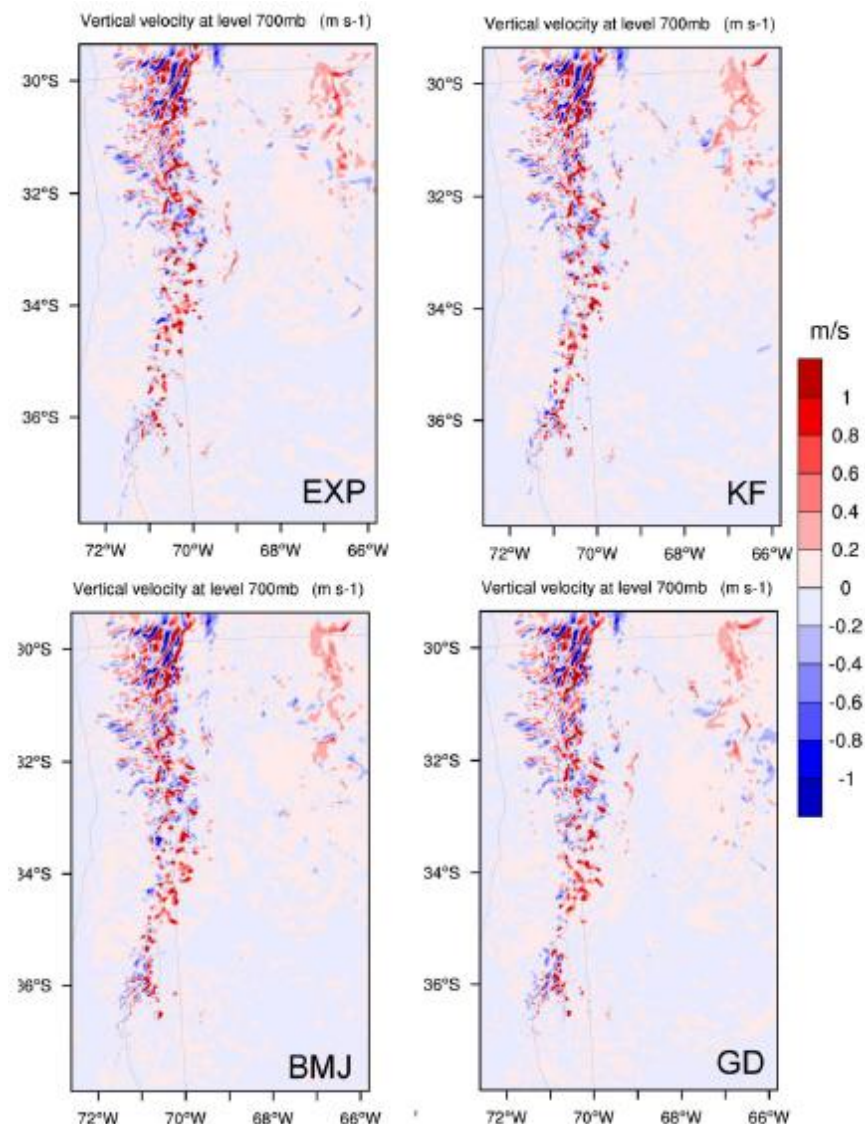 Vertical velocity at level 700mb (m s-1)
30°S
32°S
34°S
36°S
EXP
72°W 70°W 68°W 66°W
Vertical velocity at level 700mb (m s-1)
30°S
32°S
34°S
36°S
KF
72°W 70°W 68°W 66°W
m/s
1
0.8
0.6
0.4
0.2
0
-0.2
-0.4
-0.6
-0.8
-1
Vertical velocity at level 700mb (m s-1)
30°S
32°S
34°S
36°S
BMJ
72°W 70°W 68°W 66°W
Vertical velocity at level 700mb (m s-1)
30°S
32°S
34°S
36°S
GD
72°W 70°W 68°W 66°W